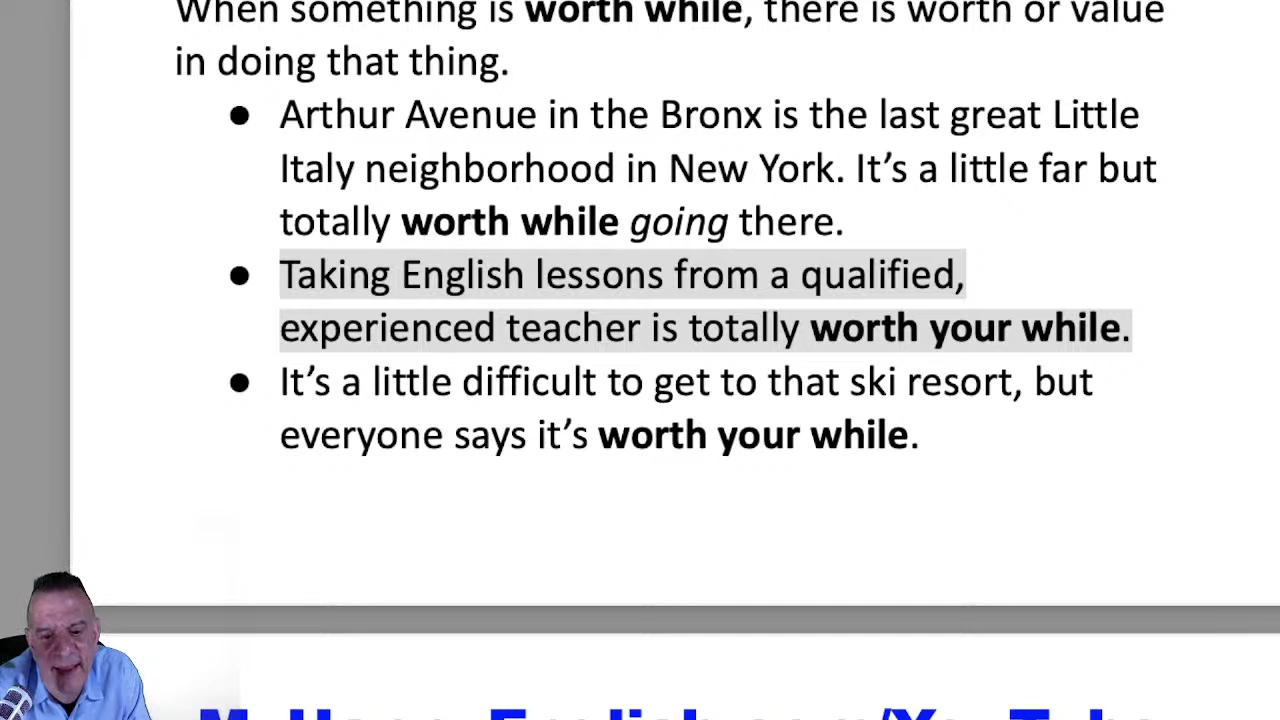 When something is worth while, there is worth or value
in doing that thing.
● Arthur Avenue in the Bronx is the last great Little
Italy neighborhood in New York. It’s a little far but
totally worth while going there.
● Taking English lessons from a qualified,
experienced teacher is totally worth your while.
● It’s a little difficult to get to that ski resort, but
everyone says it’s worth your while.